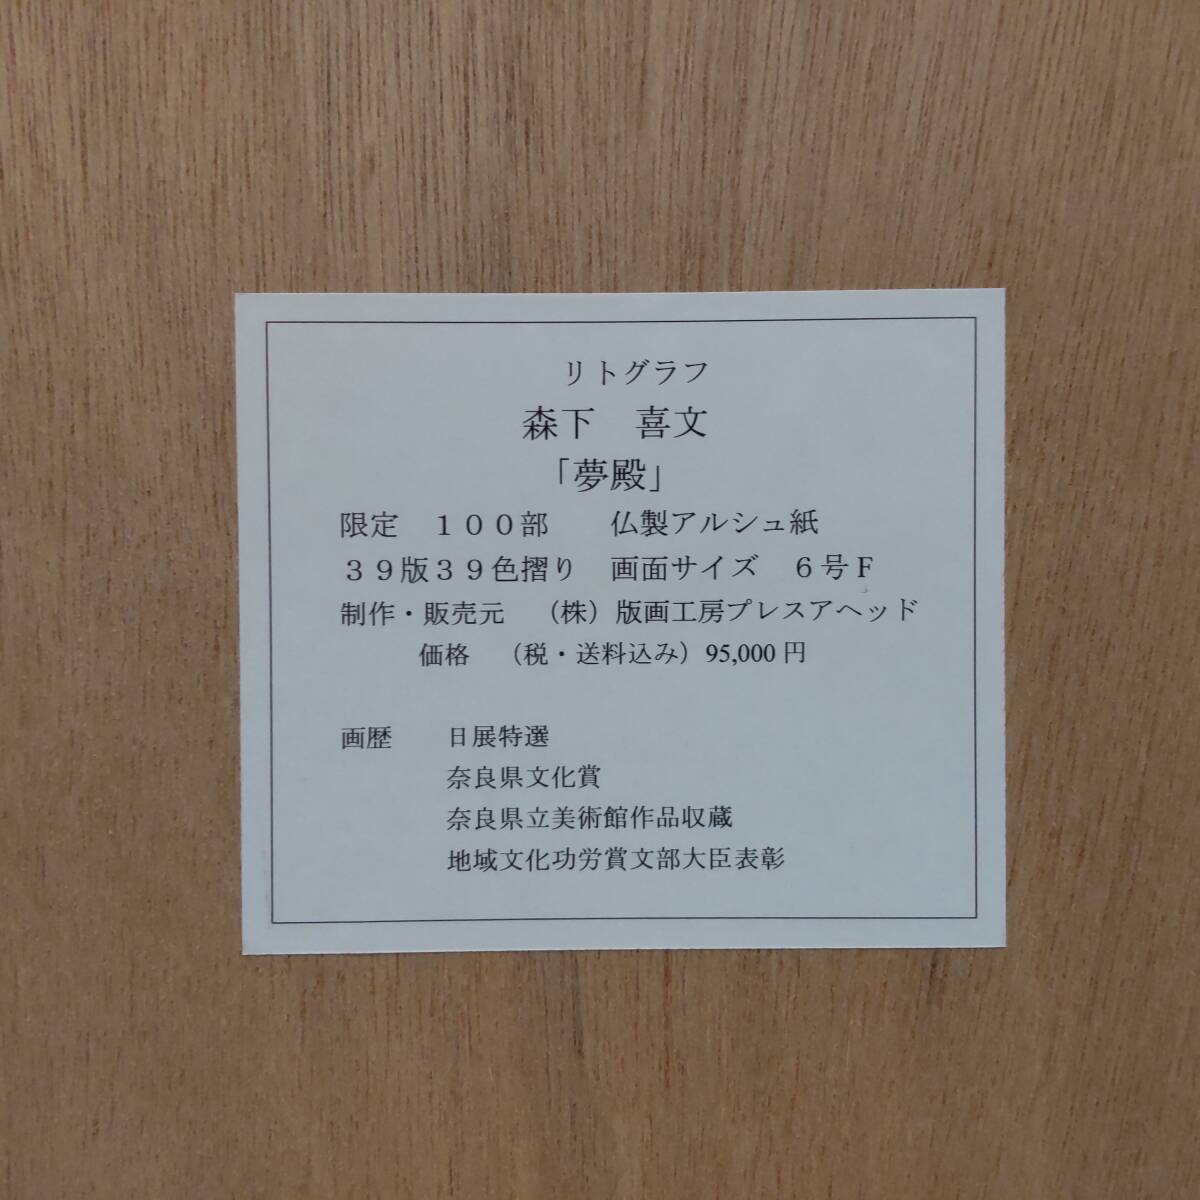 リトグラフ
森下　喜文
「夢殿」
限定　１００部　　仏製アルシュ紙
３９版３９色摺り　画面サイズ　６号F
制作・販売元　（株）版画工房プレスアヘッド
価格　（税・送料込み）95,000 円
画歴　　日展特選
奈良県文化賞
奈良県立美術館作品収蔵
地域文化功労賞文部大臣表彰